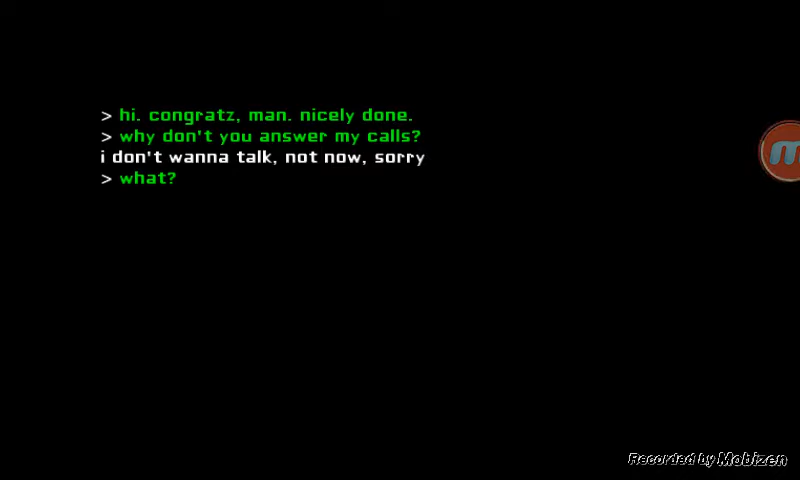 > hi. congratz, man. nicely done.
> why don't you answer my calls?
i don't wanna talk, not now, sorry
> what?
m
Recorded by Mobizen